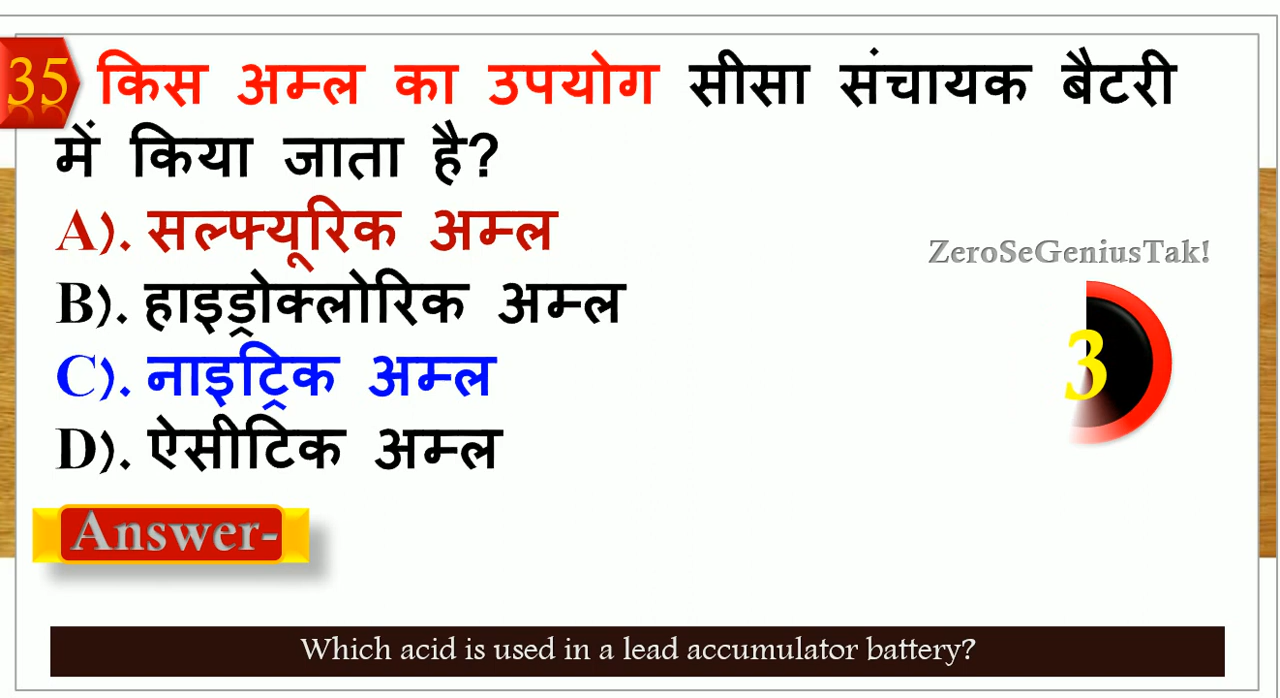 35 किस अम्ल का उपयोग सीसा संचायक बैटरी
में किया जाता है?
A). सल्फ्यूरिक अम्ल
B). हाइड्रोक्लोरिक अम्ल
C). नाइट्रिक अम्ल
D). ऐसीटिक अम्ल
ZeroSeGeniusTak!
3
Answer-
Which acid is used in a lead accumulator battery?